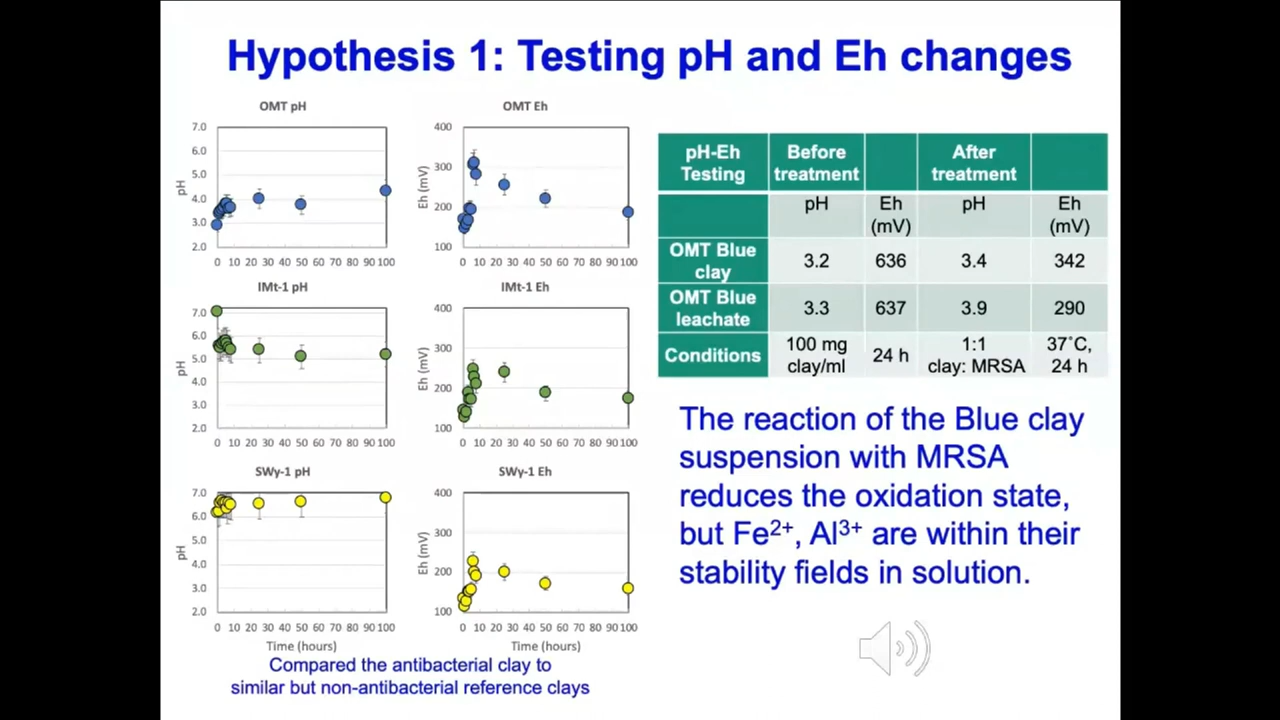 Hypothesis 1: Testing pH and Eh changes
OMT pH
7.0
6.0
5.0
4.0
3.0
2.0
pH
0 10 20 30 40 50 60 70 80 90 100
OMT Eh
400
300
200
100
Eh (mV)
0 10 20 30 40 50 60 70 80 90 100
IMt-1 pH
7.0
6.0
5.0
4.0
3.0
2.0
pH
0 10 20 30 40 50 60 70 80 90 100
IMt-1 Eh
400
300
200
100
Eh (mV)
0 10 20 30 40 50 60 70 80 90 100
SWy-1 pH
7.0
6.0
5.0
4.0
3.0
2.0
pH
0 10 20 30 40 50 60 70 80 90 100
Time (hours)
SWy-1 Eh
400
300
200
100
Eh (mV)
0 10 20 30 40 50 60 70 80 90 100
Time (hours)
Compared the antibacterial clay to
similar but non-antibacterial reference clays
pH-Eh Testing Before treatment After treatment
pH Eh (mV) pH Eh (mV)
OMT Blue clay 3.2 636 3.4 342
OMT Blue leachate 3.3 637 3.9 290
Conditions 100 mg clay/ml 24 h 1:1 clay: MRSA 37˚C, 24 h
The reaction of the Blue clay
suspension with MRSA
reduces the oxidation state,
but Fe²⁺, Al³⁺ are within their
stability fields in solution.